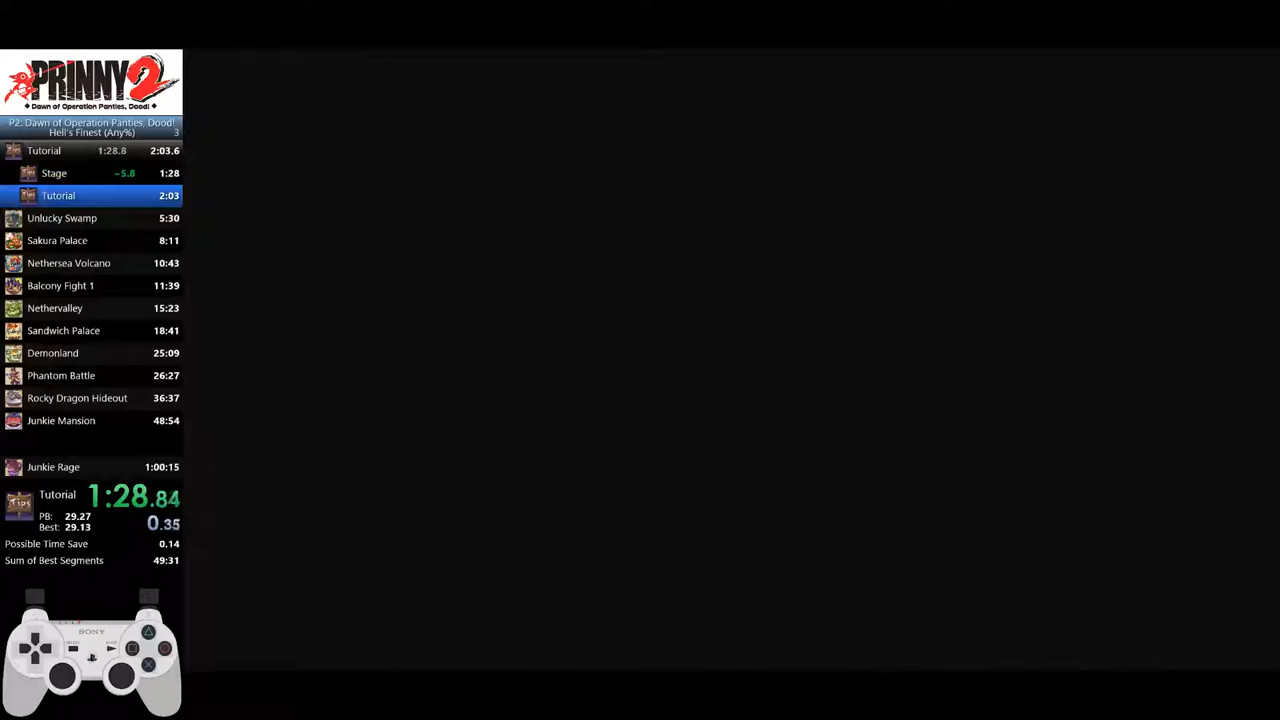 PRINNY 2
Dawn of Operation Panties, Dood!
P2: Dawn of Operation Panties, Dood!
Hell's Finest (Any%) 3
Tutorial 1:28.8 2:03.6
Stage −5.8 1:28
Tutorial 2:03
Unlucky Swamp 5:30
Sakura Palace 8:11
Nethersea Volcano 10:43
Balcony Fight 1 11:39
Nethervalley 15:23
Sandwich Palace 18:41
Demonland 25:09
Phantom Battle 26:27
Rocky Dragon Hideout 36:37
Junkie Mansion 48:54
Junkie Rage 1:00:15
Tutorial 1:28.84
PB: 29.27
Best: 29.13 0.35
Possible Time Save 0.14
Sum of Best Segments 49:31
SONY